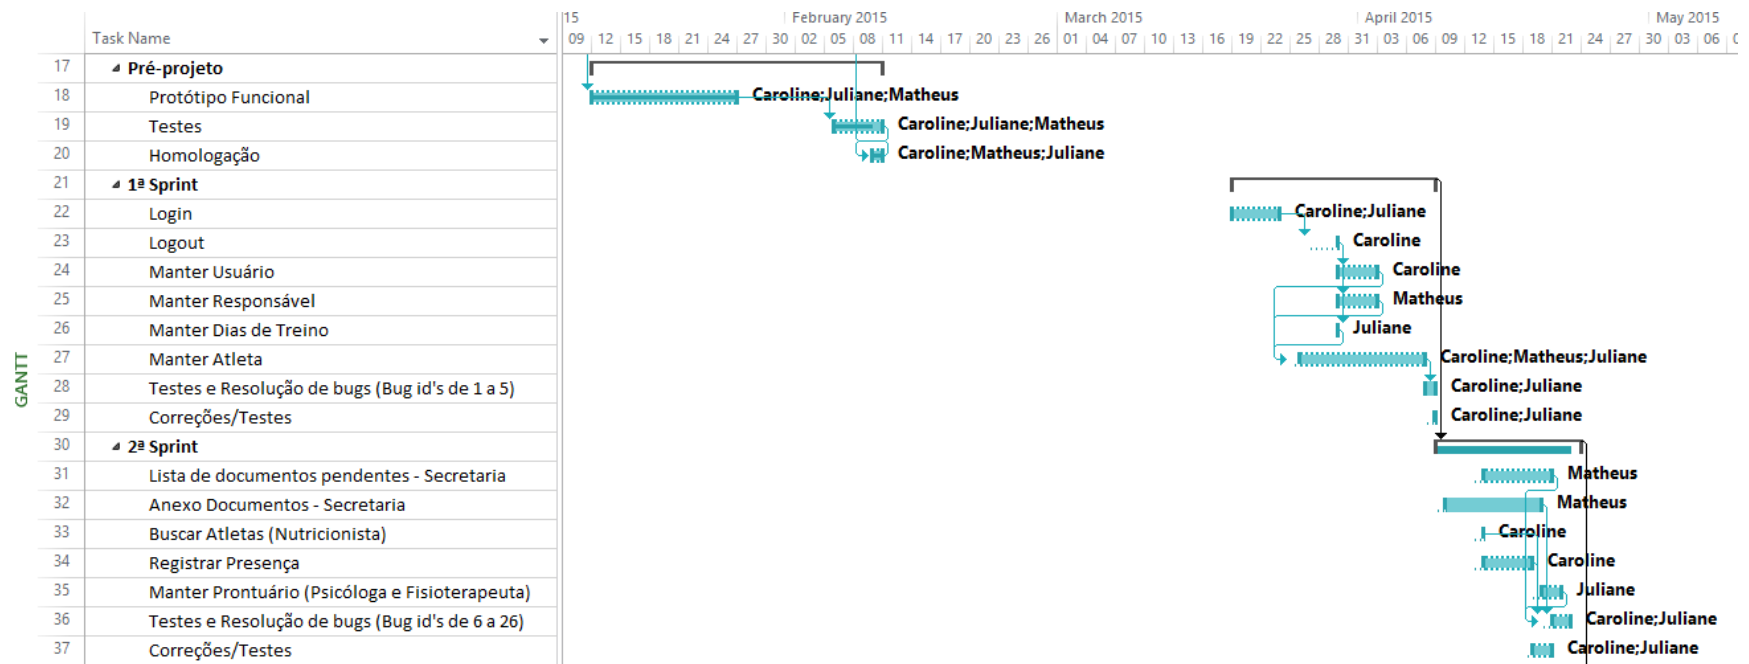 15 February 2015 March 2015 April 2015 May 2015
Task Name 09 12 15 18 21 24 27 30 02 05 08 11 14 17 20 23 26 01 04 07 10 13 16 19 22 25 28 31 03 06 09 12 15 18 21 24 27 30 03 06
17 Pré-projeto
18 Protótipo Funcional Caroline;Juliane;Matheus
19 Testes Caroline;Juliane;Matheus
20 Homologação Caroline;Matheus;Juliane
21 1ª Sprint
22 Login Caroline;Juliane
23 Logout Caroline
24 Manter Usuário Caroline
25 Manter Responsável Matheus
26 Manter Dias de Treino Juliane
27 Manter Atleta Caroline;Matheus;Juliane
28 Testes e Resolução de bugs (Bug id's de 1 a 5) Caroline;Juliane
29 Correções/Testes Caroline;Juliane
30 2ª Sprint
31 Lista de documentos pendentes - Secretaria Matheus
32 Anexo Documentos - Secretaria Matheus
33 Buscar Atletas (Nutricionista) Caroline
34 Registrar Presença Caroline
35 Manter Prontuário (Psicóloga e Fisioterapeuta) Juliane
36 Testes e Resolução de bugs (Bug id's de 6 a 26) Caroline;Juliane
37 Correções/Testes Caroline;Juliane
GANTT